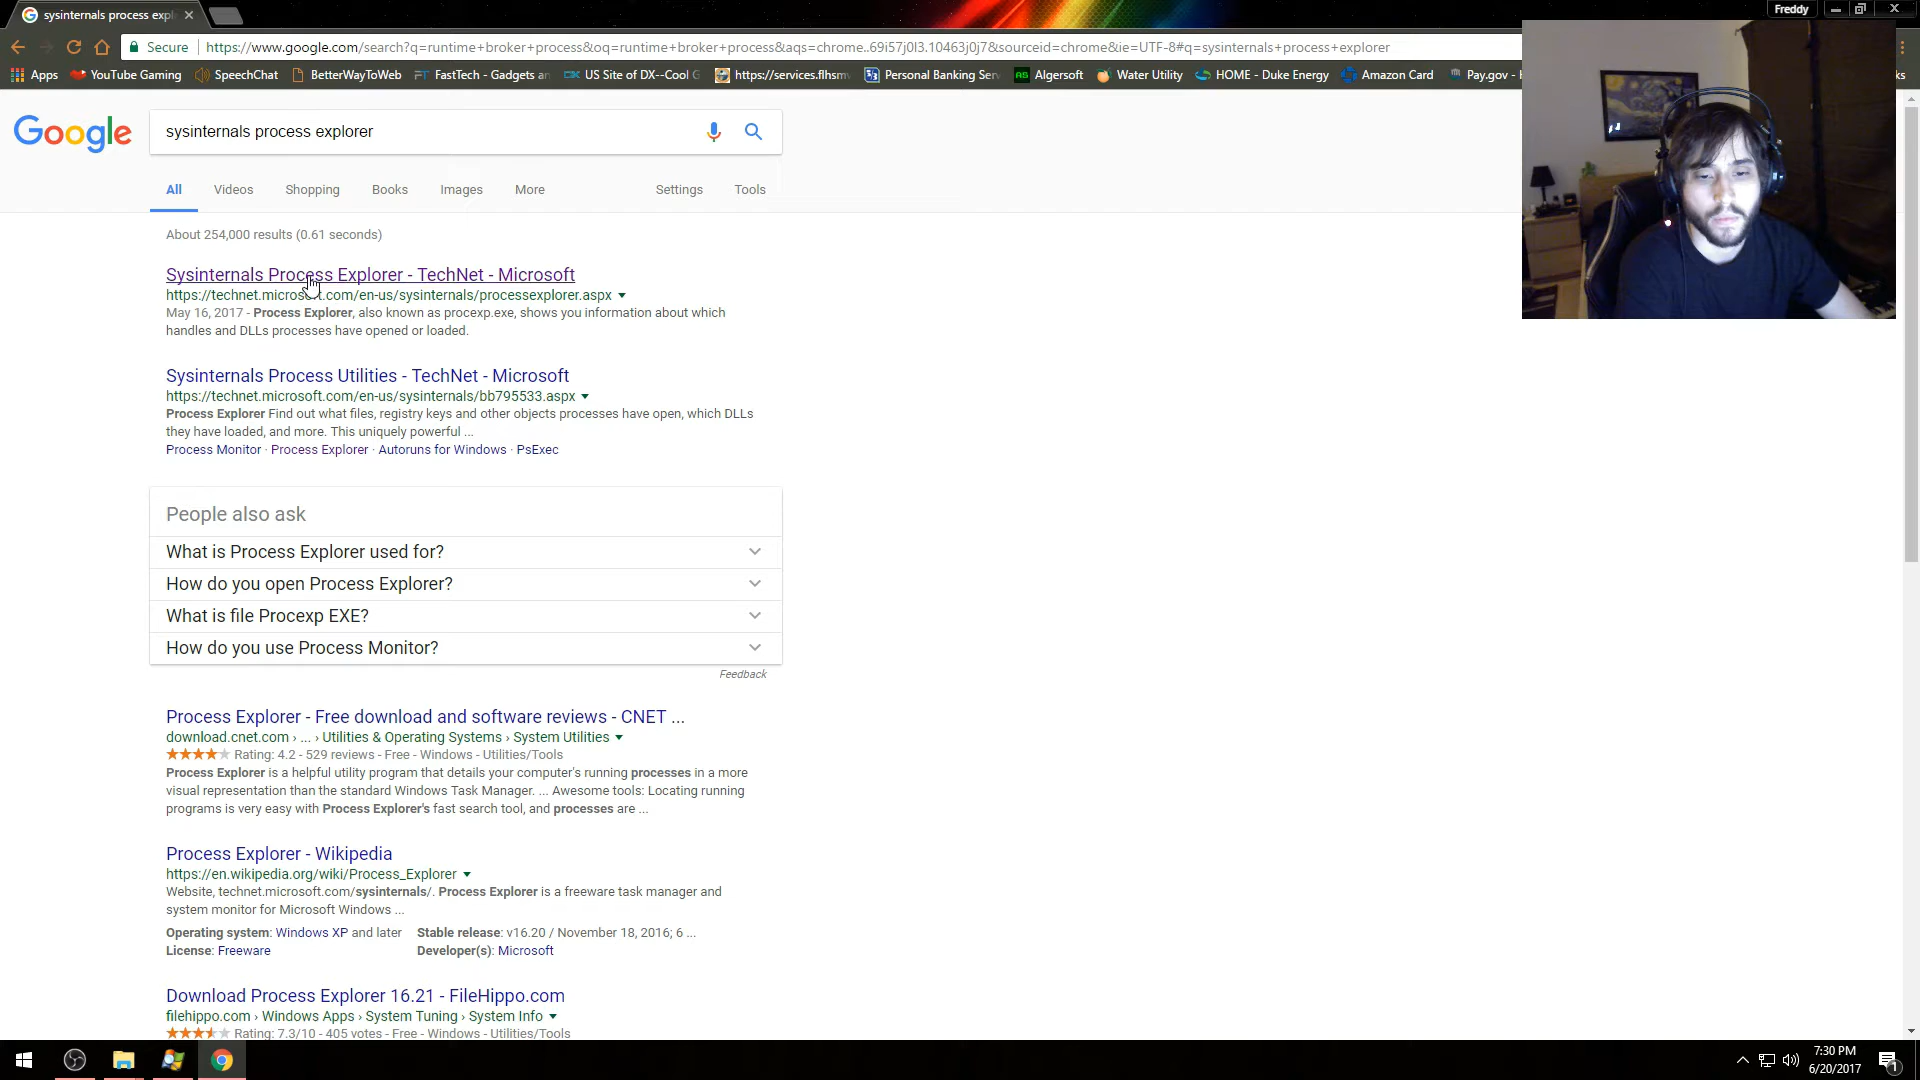 sysinternals process expl
Freddy
Secure https://www.google.com/search?q=runtime+broker+process&oq=runtime+broker+process&aqs=chrome..69i57j0l3.10463j0j7&sourceid=chrome&ie=UTF-8#q=sysinternals+process+explorer
Apps YouTube Gaming SpeechChat BetterWayToWeb FastTech - Gadgets an US Site of DX--Cool G https://services.flhsm Personal Banking Ser Algersoft Water Utility HOME - Duke Energy Amazon Card Pay.gov - ks
Google
sysinternals process explorer
All Videos Shopping Books Images More Settings Tools
About 254,000 results (0.61 seconds)
Sysinternals Process Explorer - TechNet - Microsoft
https://technet.microsoft.com/en-us/sysinternals/processexplorer.aspx
May 16, 2017 - Process Explorer, also known as procexp.exe, shows you information about which
handles and DLLs processes have opened or loaded.
Sysinternals Process Utilities - TechNet - Microsoft
https://technet.microsoft.com/en-us/sysinternals/bb795533.aspx
Process Explorer Find out what files, registry keys and other objects processes have open, which DLLs
they have loaded, and more. This uniquely powerful ...
Process Monitor · Process Explorer · Autoruns for Windows · PsExec
People also ask
What is Process Explorer used for?
How do you open Process Explorer?
What is file Procexp EXE?
How do you use Process Monitor?
Feedback
Process Explorer - Free download and software reviews - CNET ...
download.cnet.com › ... › Utilities & Operating Systems › System Utilities
Rating: 4.2 - 529 reviews - Free - Windows - Utilities/Tools
Process Explorer is a helpful utility program that details your computer's running processes in a more
visual representation than the standard Windows Task Manager. ... Awesome tools: Locating running
programs is very easy with Process Explorer's fast search tool, and processes are ...
Process Explorer - Wikipedia
https://en.wikipedia.org/wiki/Process_Explorer
Website, technet.microsoft.com/sysinternals/. Process Explorer is a freeware task manager and
system monitor for Microsoft Windows ...
Operating system: Windows XP and later Stable release: v16.20 / November 18, 2016; 6 ...
License: Freeware Developer(s): Microsoft
Download Process Explorer 16.21 - FileHippo.com
filehippo.com › Windows Apps › System Tuning › System Info
Rating: 7.3/10 - 405 votes - Free - Windows - Utilities/Tools
7:30 PM
6/20/2017
1